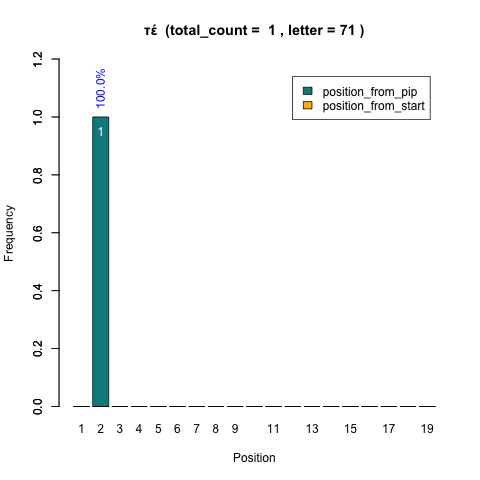 τέ (total_count = 1 , letter = 71 )
position_from_pip
position_from_start
100.0%
1
Frequency
0.0 0.2 0.4 0.6 0.8 1.0 1.2
1 2 3 4 5 6 7 8 9 11 13 15 17 19
Position